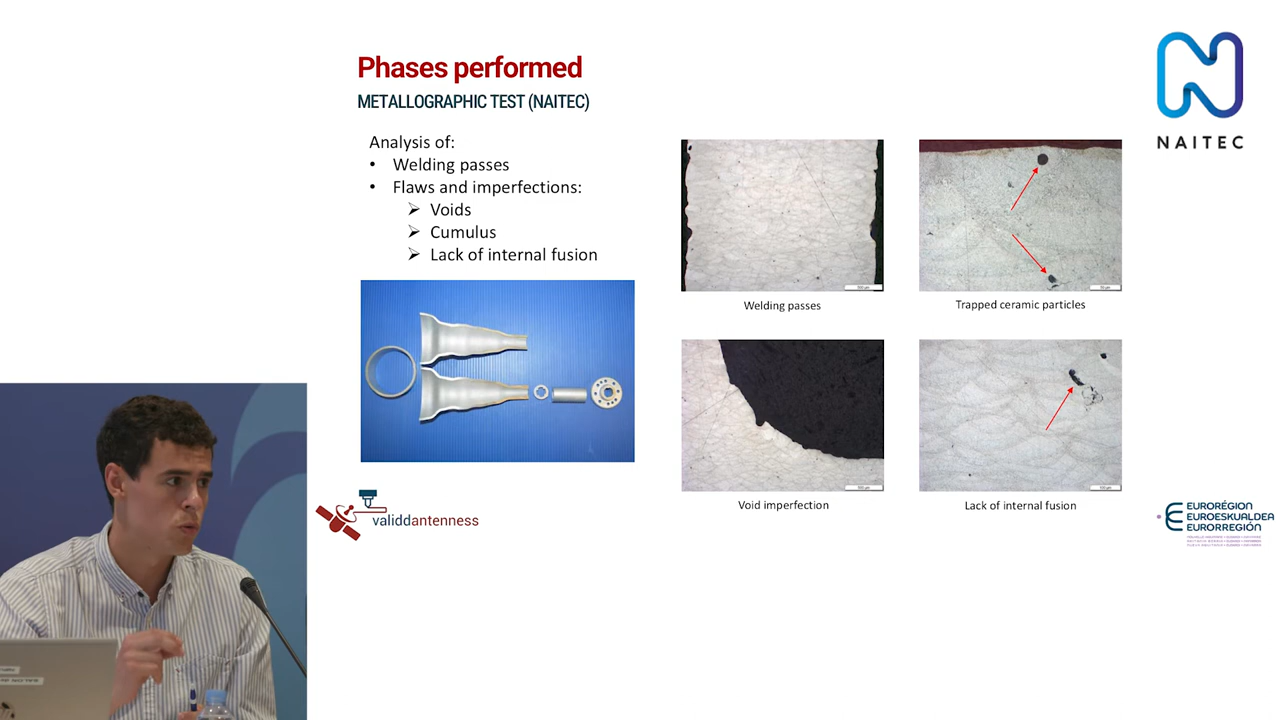 Phases performed
METALLOGRAPHIC TEST (NAITEC)
Analysis of:
• Welding passes
• Flaws and imperfections:
➢ Voids
➢ Cumulus
➢ Lack of internal fusion
NAITEC
Welding passes
Trapped ceramic particles
Void imperfection
Lack of internal fusion
validdantenness
EURORÉGION
EUROESKUALDEA
EURORREGIÓN